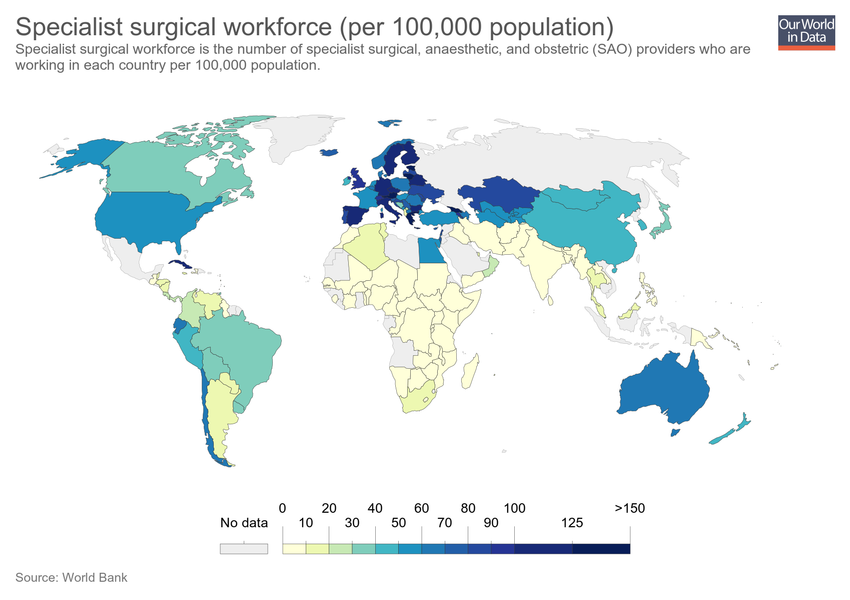 Specialist surgical workforce (per 100,000 population)
Specialist surgical workforce is the number of specialist surgical, anaesthetic, and obstetric (SAO) providers who are
working in each country per 100,000 population.
Our World
in Data
0 20 40 60 80 100 >150
No data 10 30 50 70 90 125
Source: World Bank